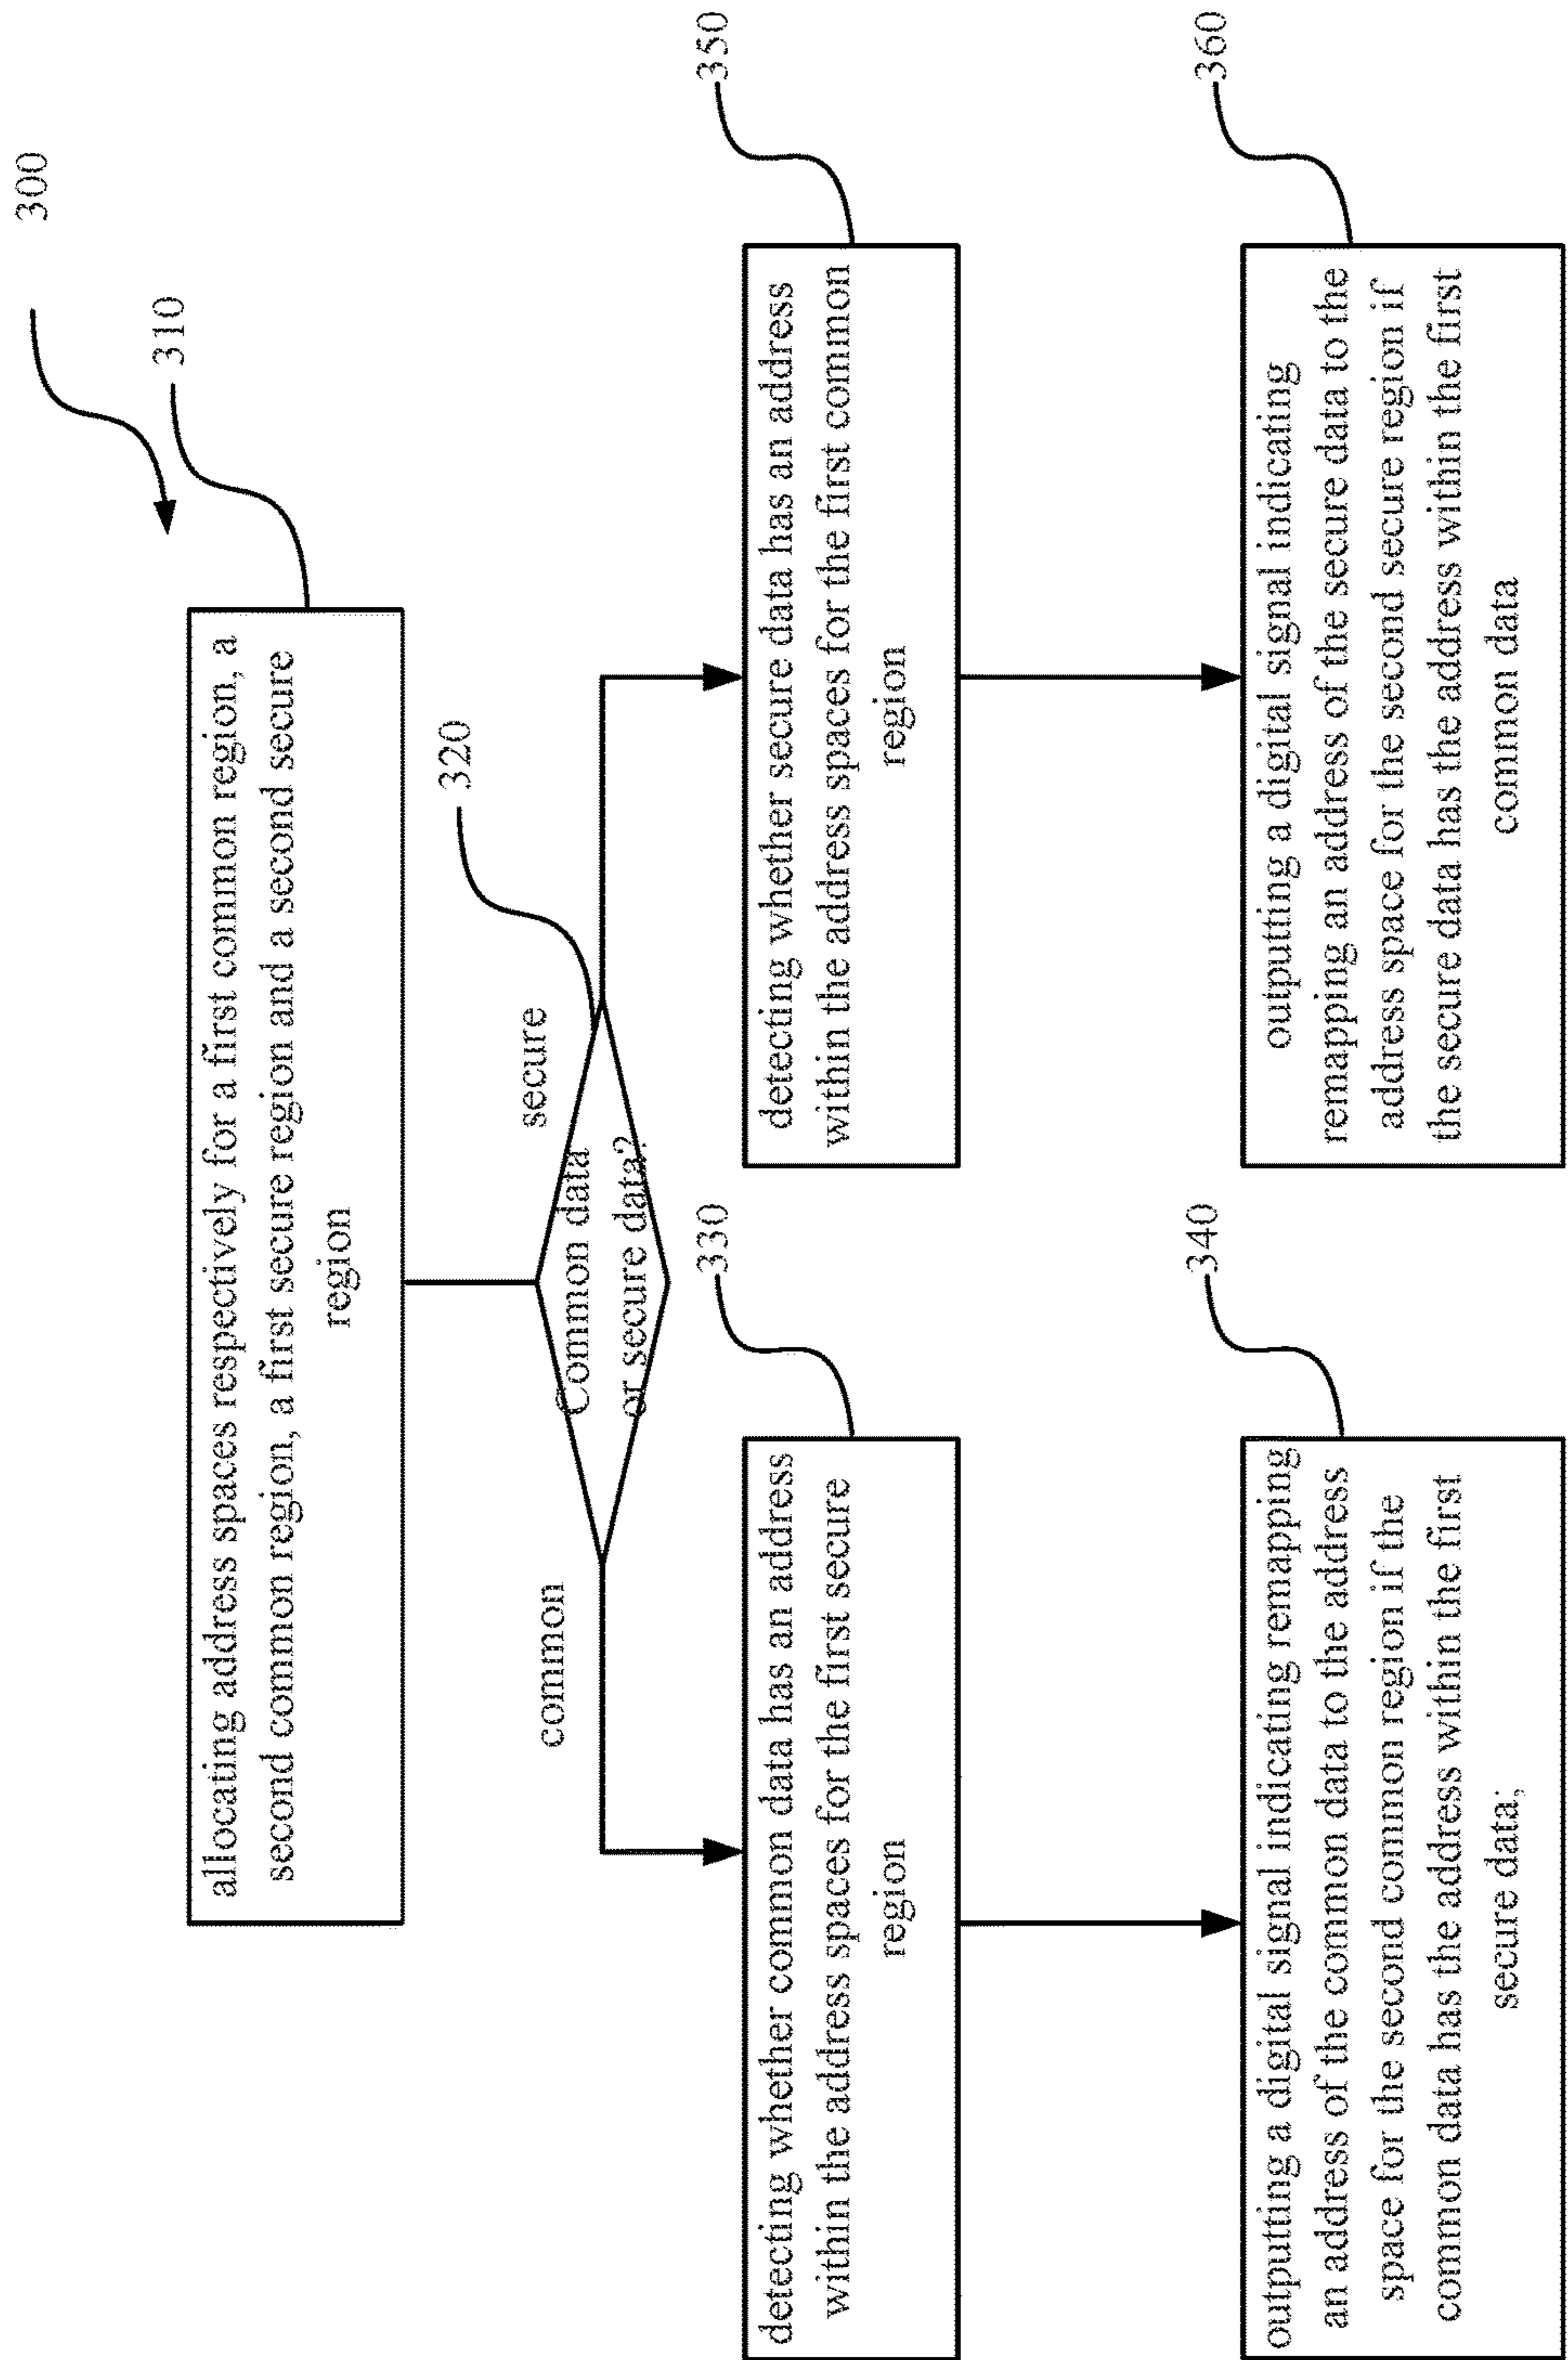 300
310
allocating address spaces respectively for a first common region, a
second common region, a first secure region and a second secure
region
320
common
secure
Common data
or secure data?
330
detecting whether common data has an address
within the address spaces for the first secure
region
350
detecting whether secure data has an address
within the address spaces for the first common
region
340
outputting a digital signal indicating remapping
an address of the common data to the address
space for the second common region if the
common data has the address within the first
secure data;
360
outputting a digital signal indicating
remapping an address of the secure data to the
address space for the second secure region if
the secure data has the address within the first
common data